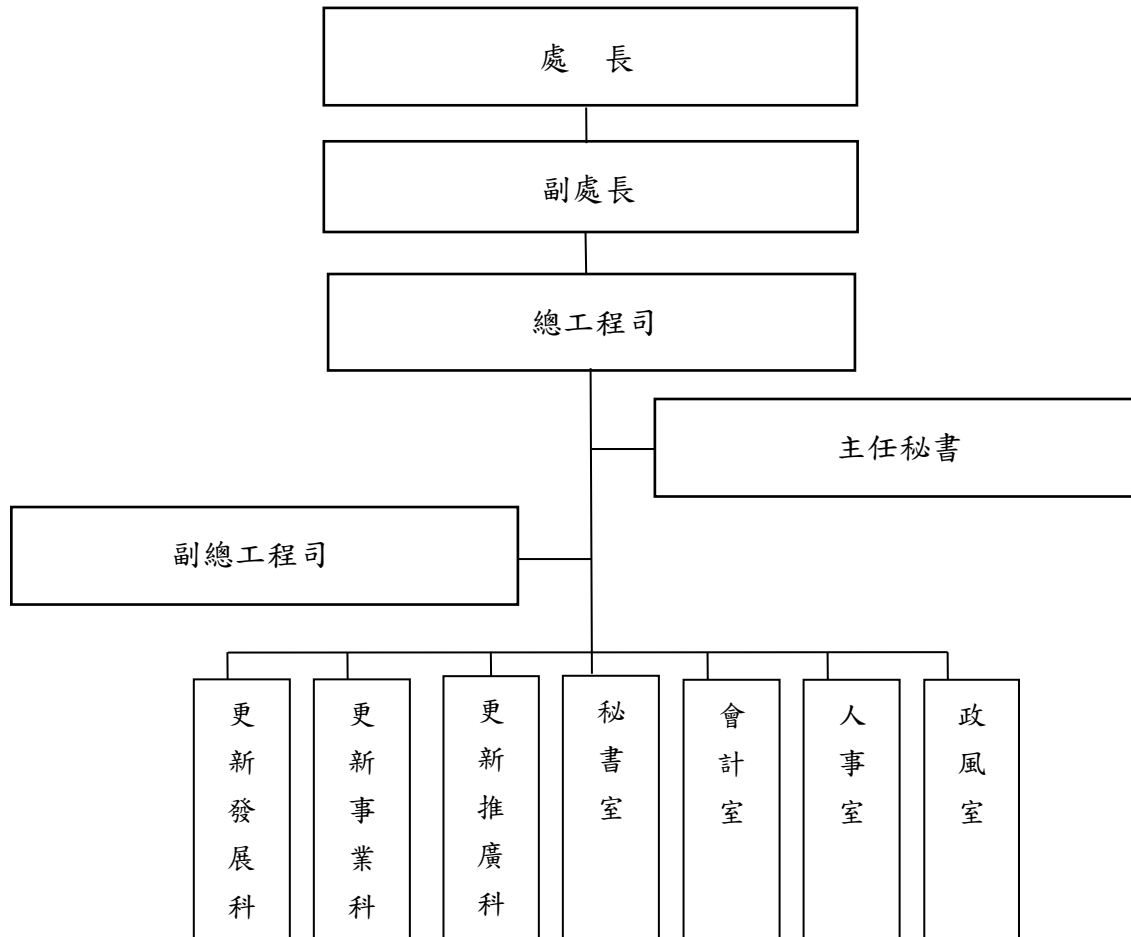 處 長
副處長
總工程司
主任秘書
副總工程司
更新發展科
更新事業科
更新推廣科
秘書室
會計室
人事室
政風室